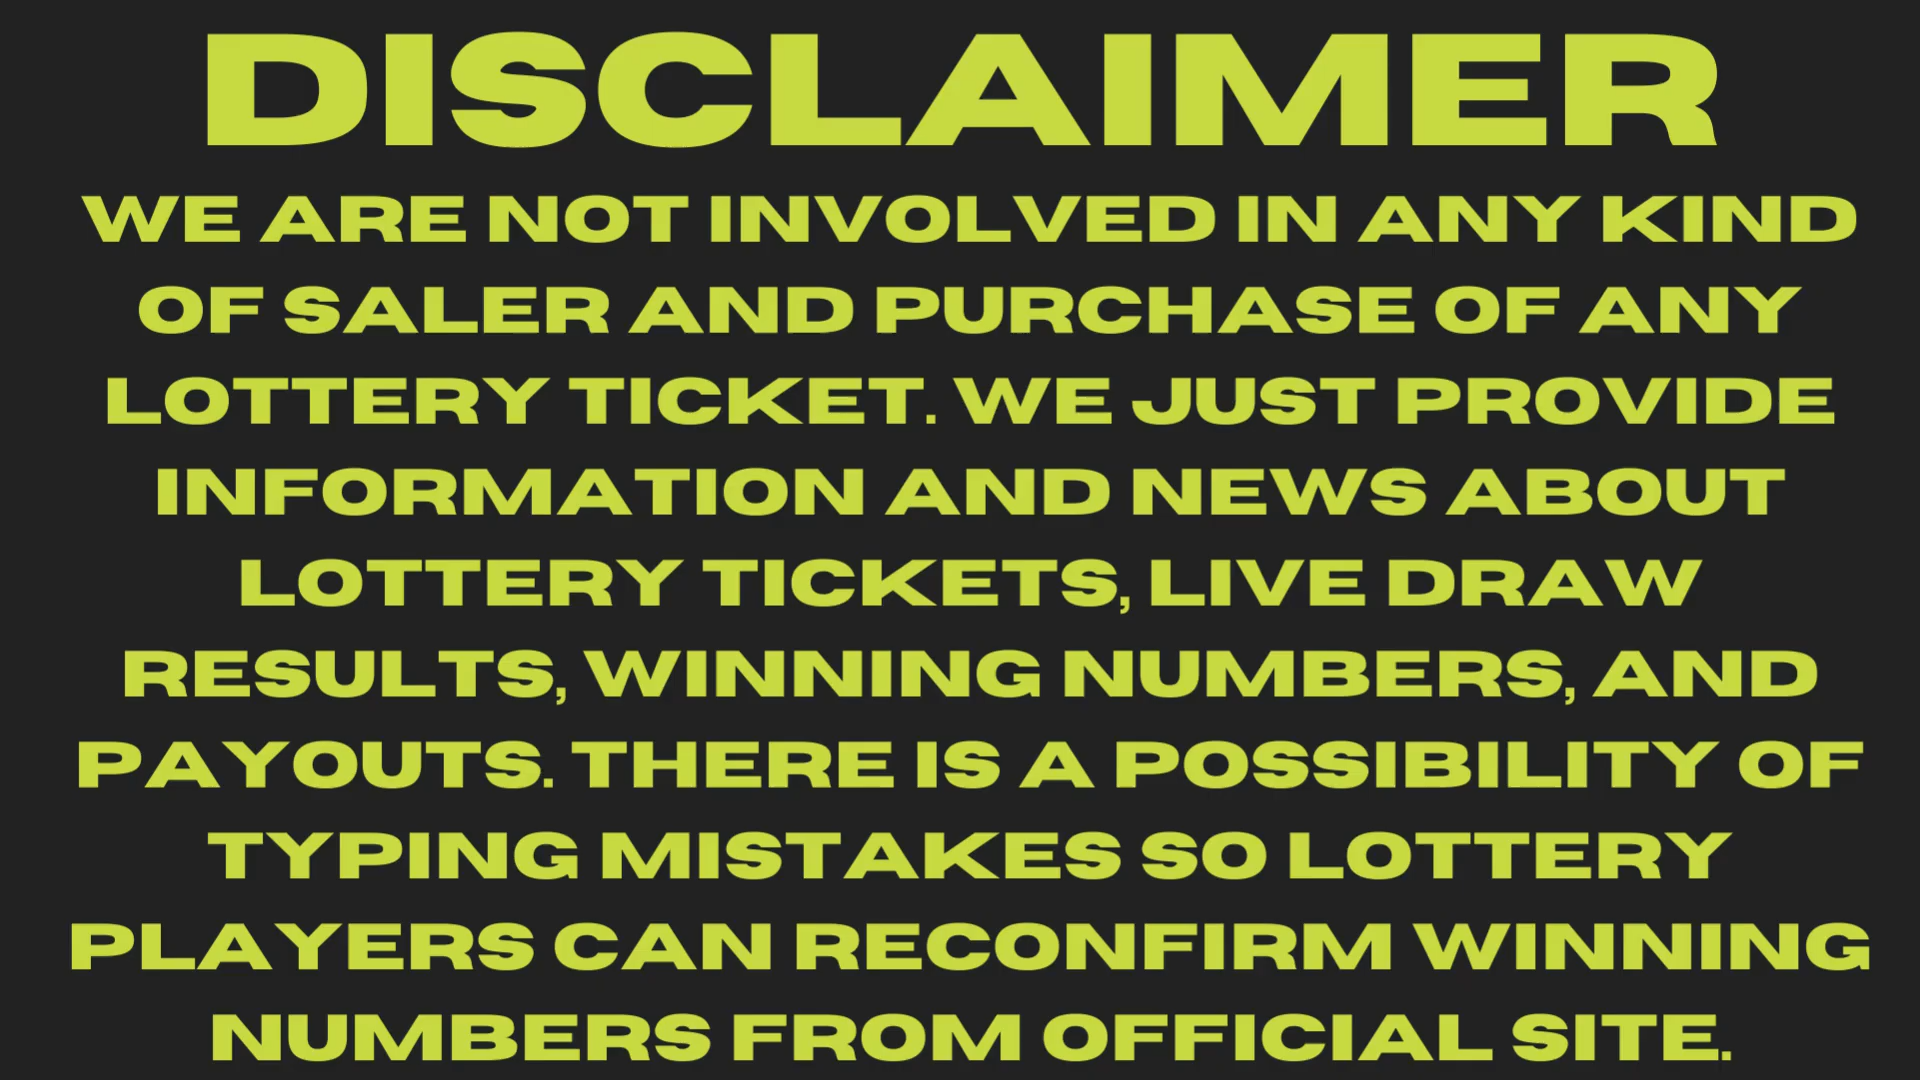 DISCLAIMER
WE ARE NOT INVOLVED IN ANY KIND
OF SALER AND PURCHASE OF ANY
LOTTERY TICKET. WE JUST PROVIDE
INFORMATION AND NEWS ABOUT
LOTTERY TICKETS, LIVE DRAW
RESULTS, WINNING NUMBERS, AND
PAYOUTS. THERE IS A POSSIBILITY OF
TYPING MISTAKES SO LOTTERY
PLAYERS CAN RECONFIRM WINNING
NUMBERS FROM OFFICIAL SITE.